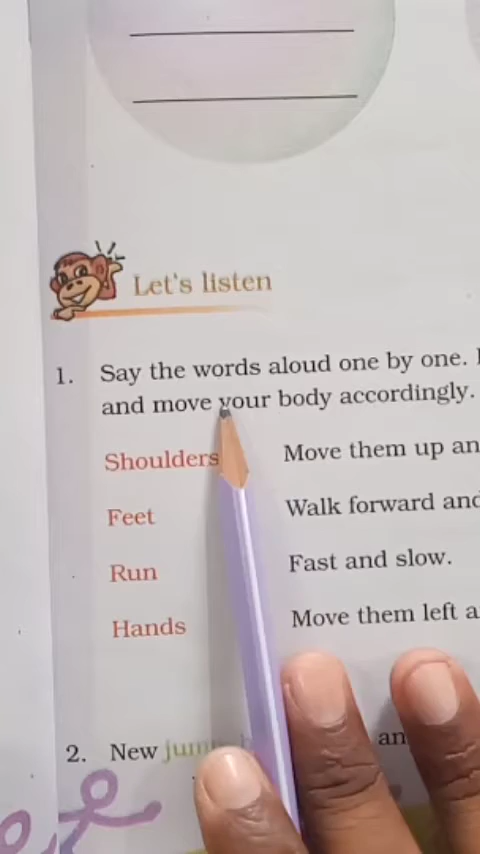 Let's listen
1. Say the words aloud one by one.
and move your body accordingly.
Shoulders Move them up an
Feet Walk forward and
Run Fast and slow.
Hands Move them left a
2. New an